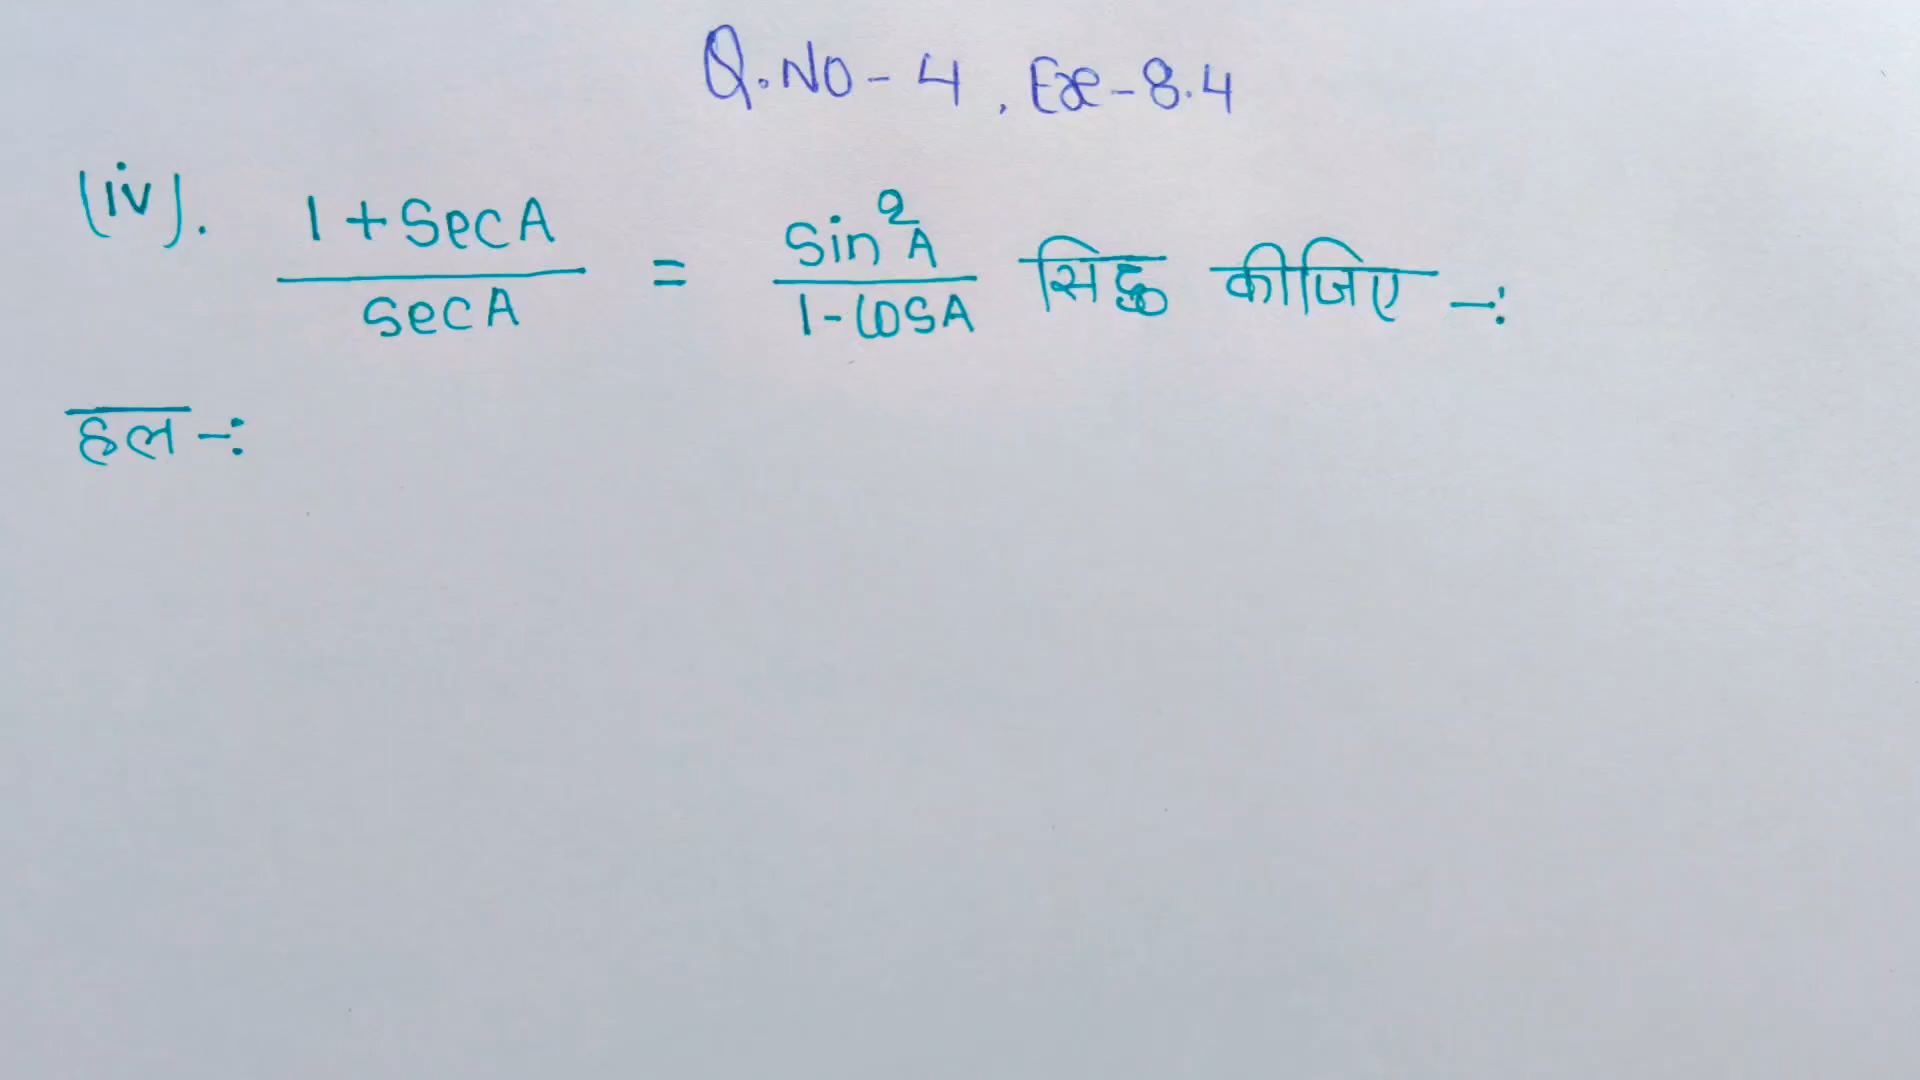 Q.No - 4, Ex - 8.4
(iv). 1 + SecA / SecA = Sin²A / 1 - CosA सिद्ध कीजिए -:
हल -: